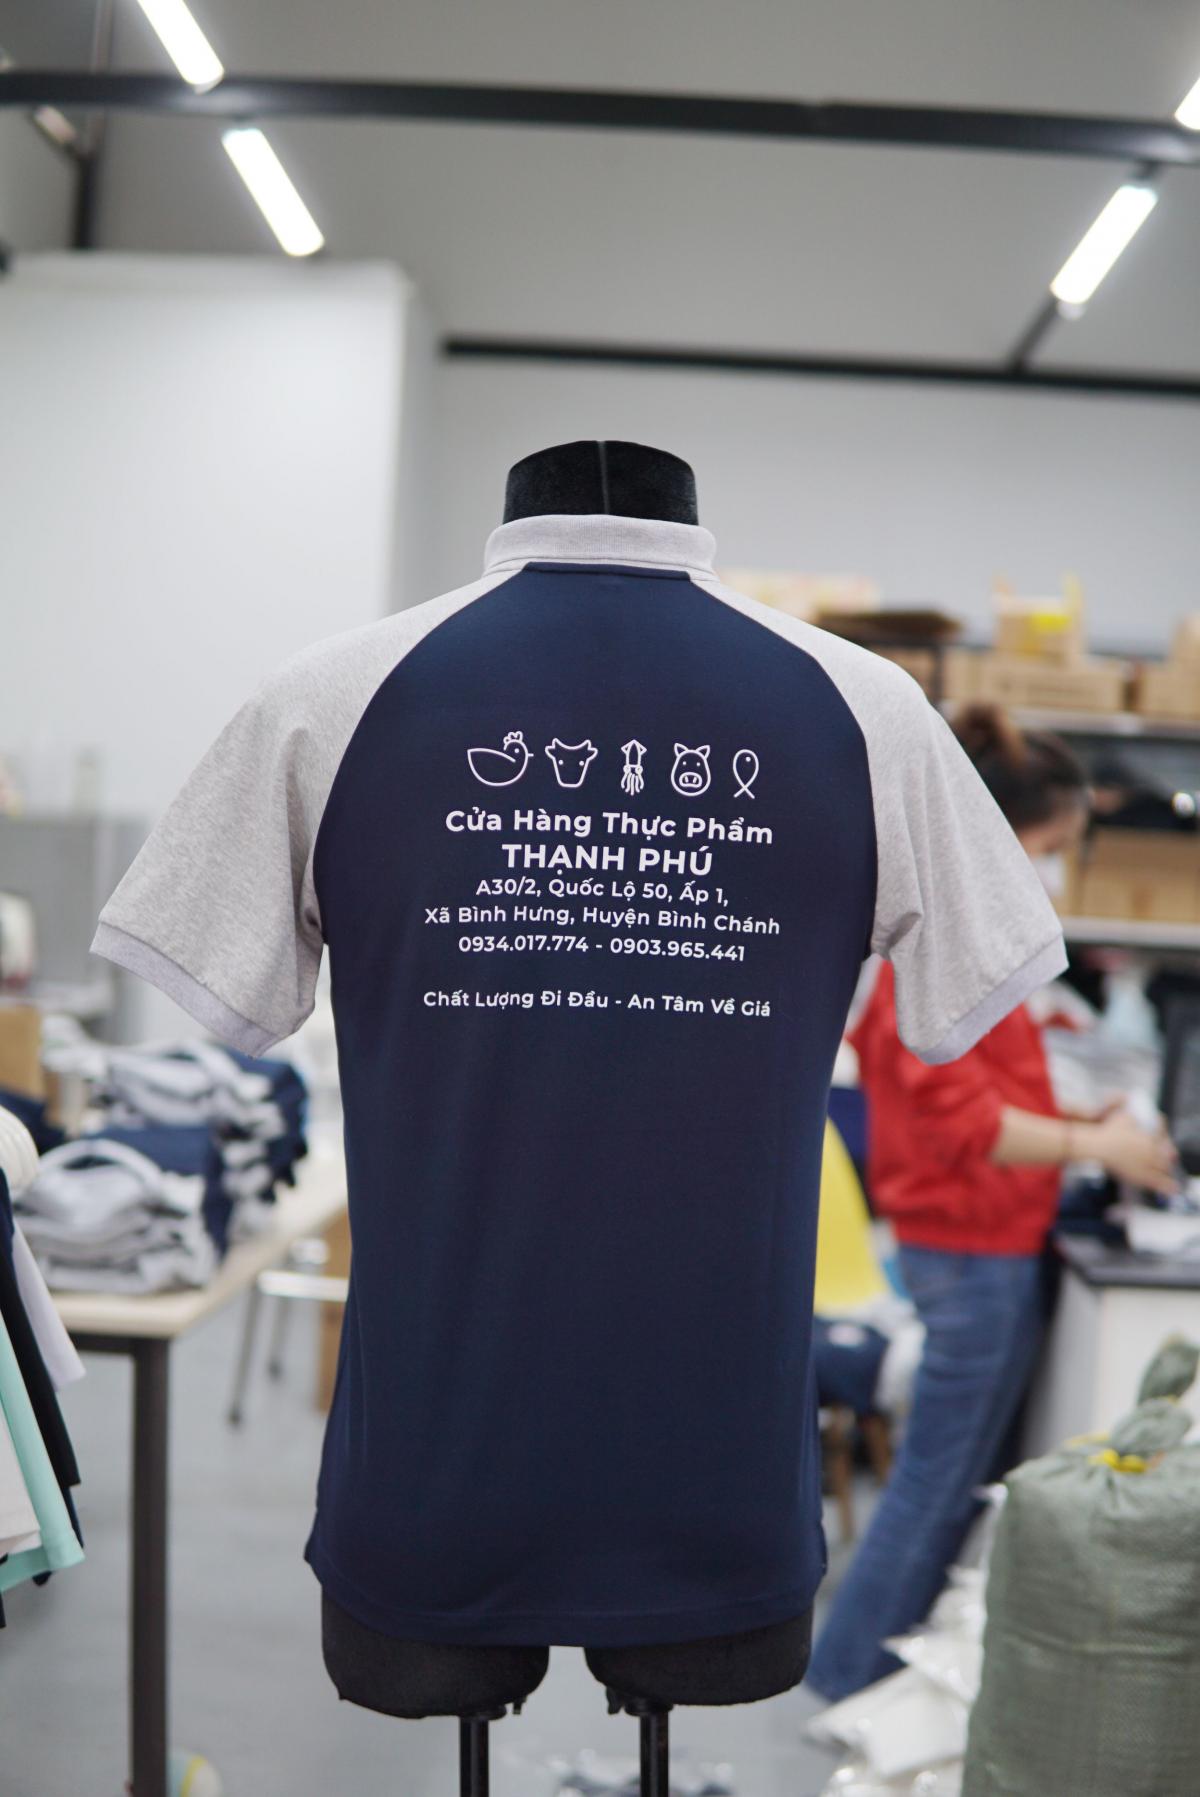 Cửa Hàng Thực Phẩm
THẠNH PHÚ
A30/2, Quốc Lộ 50, Ấp 1,
Xã Bình Hưng, Huyện Bình Chánh
0934.017.774 - 0903.965.441
Chất Lượng Đi Đầu - An Tâm Về Giá